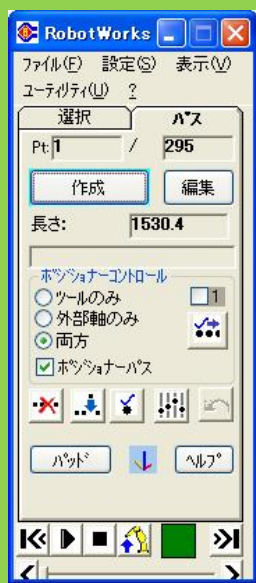 RobotWorks
ファイル(F) 設定(S) 表示(V)
ユーティリティ(U) ?
選択 パス
Pt: 1 / 295
作成 編集
長さ: 1530.4
ポジショナーコントロール
ツールのみ 1
外部軸のみ
両方
ポジショナーパス
パッド ヘルプ